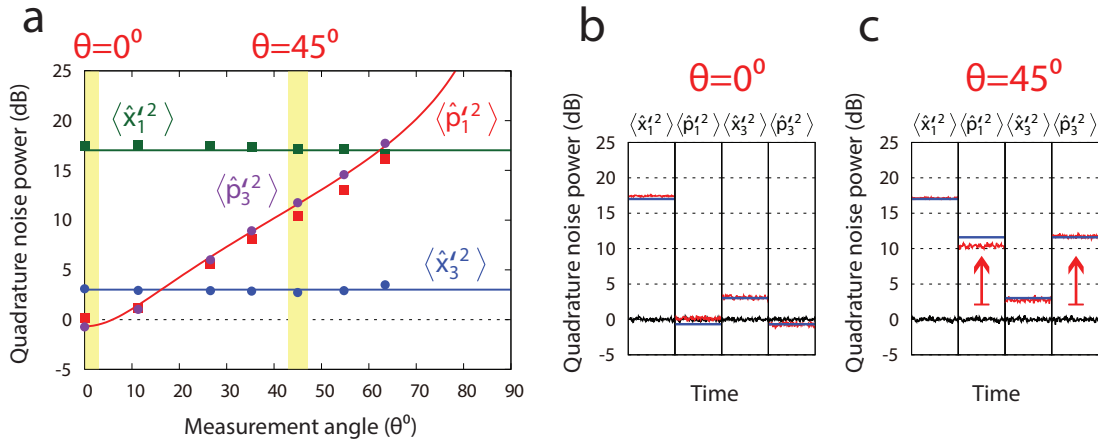 a
θ=0⁰
θ=45⁰
Quadrature noise power (dB)
25
20
15
10
5
0
-5
⟨x̂′₁²⟩
⟨p̂′₁²⟩
⟨p̂′₃²⟩
⟨x̂′₃²⟩
0 10 20 30 40 50 60 70 80 90
Measurement angle (θ⁰)
b
θ=0⁰
⟨x̂′₁²⟩ ⟨p̂′₁²⟩ ⟨x̂′₃²⟩ ⟨p̂′₃²⟩
Quadrature noise power (dB)
25
20
15
10
5
0
-5
Time
c
θ=45⁰
⟨x̂′₁²⟩ ⟨p̂′₁²⟩ ⟨x̂′₃²⟩ ⟨p̂′₃²⟩
Quadrature noise power (dB)
25
20
15
10
5
0
-5
Time